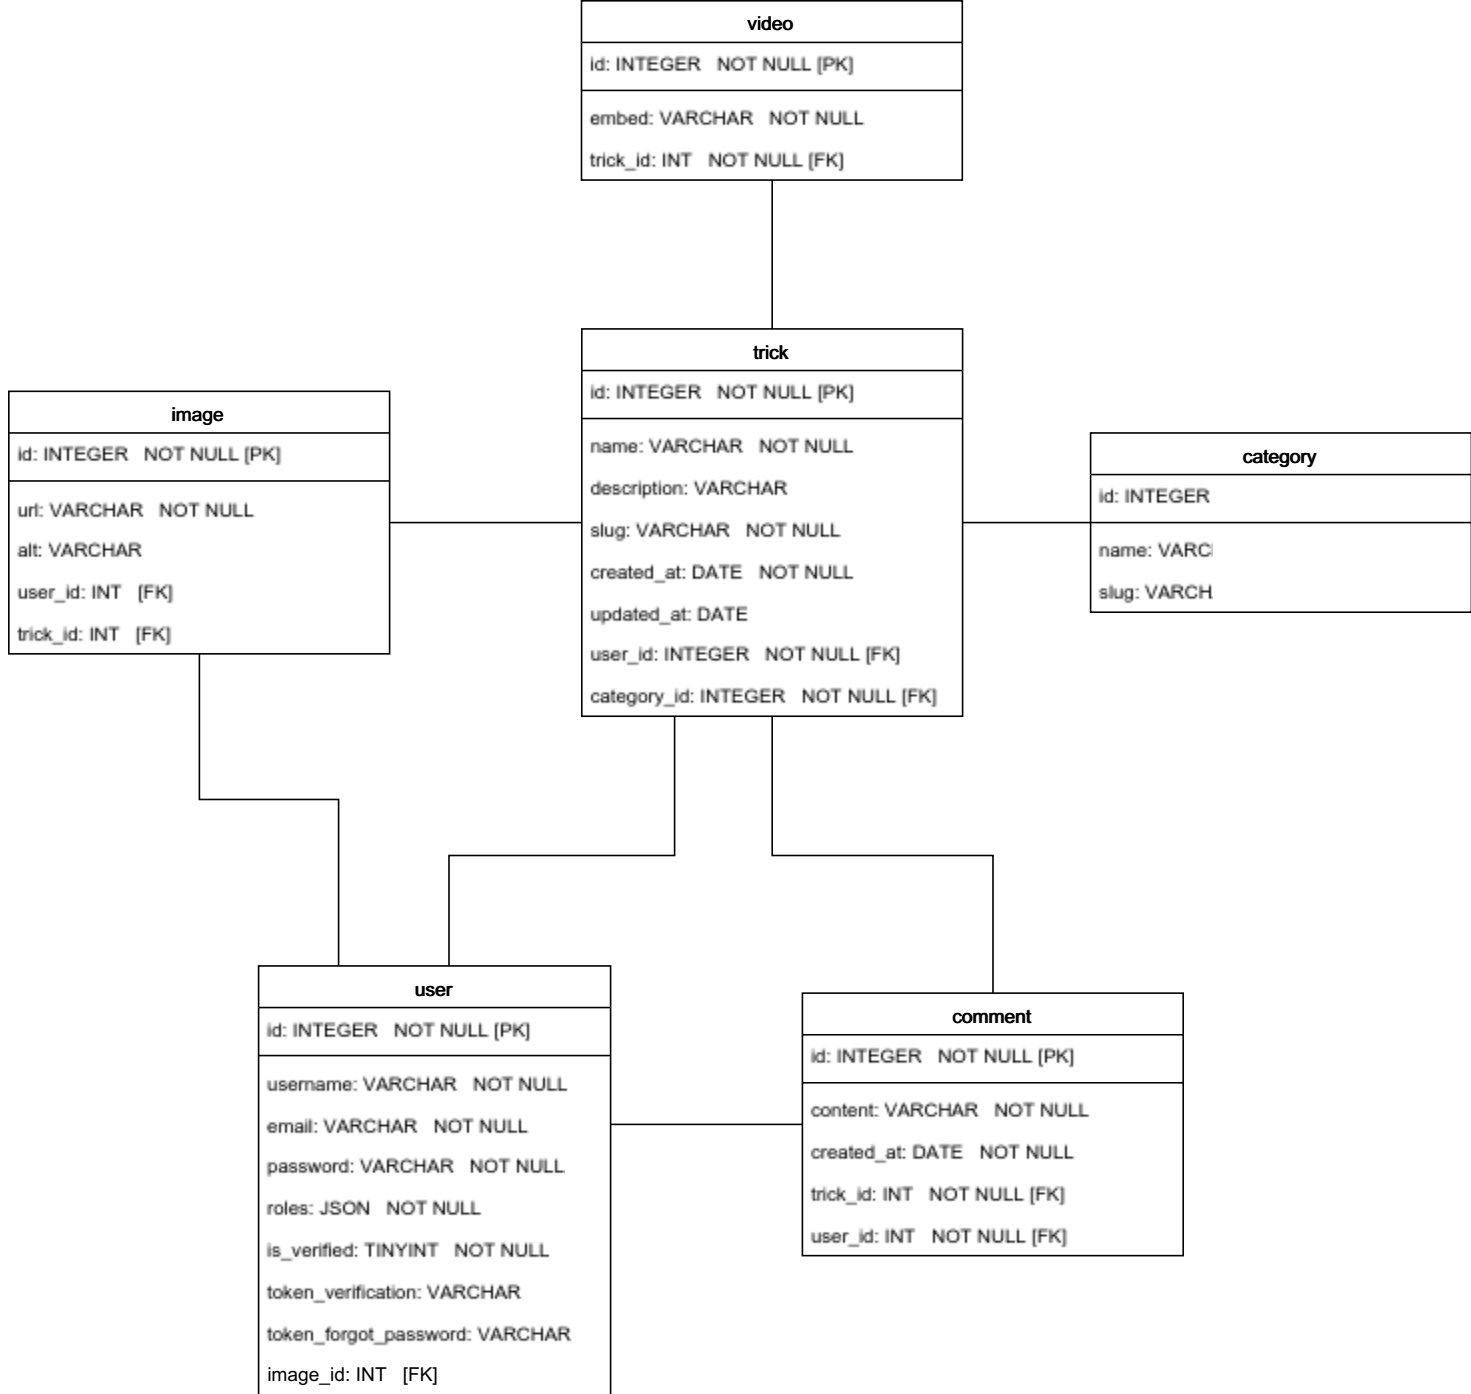 video
id: INTEGER NOT NULL [PK]
embed: VARCHAR NOT NULL
trick_id: INT NOT NULL [FK]
trick
id: INTEGER NOT NULL [PK]
name: VARCHAR NOT NULL
description: VARCHAR
slug: VARCHAR NOT NULL
created_at: DATE NOT NULL
updated_at: DATE
user_id: INTEGER NOT NULL [FK]
category_id: INTEGER NOT NULL [FK]
image
id: INTEGER NOT NULL [PK]
url: VARCHAR NOT NULL
alt: VARCHAR
user_id: INT [FK]
trick_id: INT [FK]
category
id: INTEGER
name: VARC
slug: VARCH
user
id: INTEGER NOT NULL [PK]
username: VARCHAR NOT NULL
email: VARCHAR NOT NULL
password: VARCHAR NOT NULL
roles: JSON NOT NULL
is_verified: TINYINT NOT NULL
token_verification: VARCHAR
token_forgot_password: VARCHAR
image_id: INT [FK]
comment
id: INTEGER NOT NULL [PK]
content: VARCHAR NOT NULL
created_at: DATE NOT NULL
trick_id: INT NOT NULL [FK]
user_id: INT NOT NULL [FK]